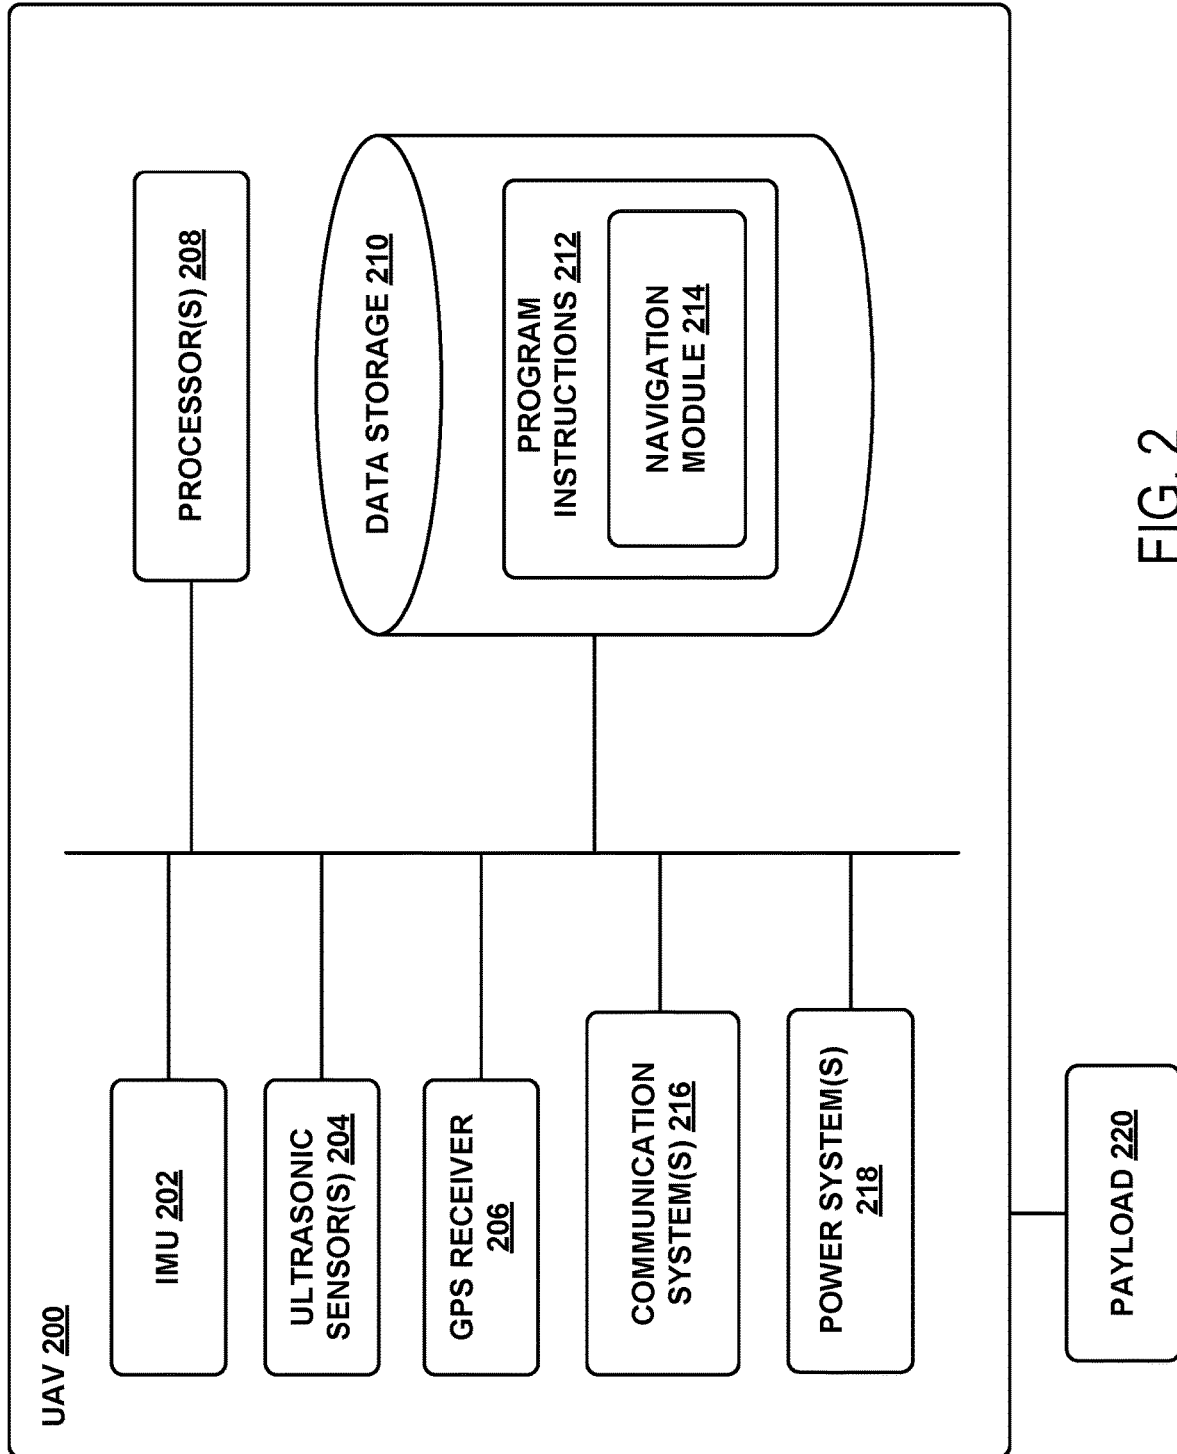 UAV 200
IMU 202
ULTRASONIC
SENSOR(S) 204
GPS RECEIVER
206
COMMUNICATION
SYSTEM(S) 216
POWER SYSTEM(S)
218
PROCESSOR(S) 208
DATA STORAGE 210
PROGRAM
INSTRUCTIONS 212
NAVIGATION
MODULE 214
PAYLOAD 220
FIG. 2